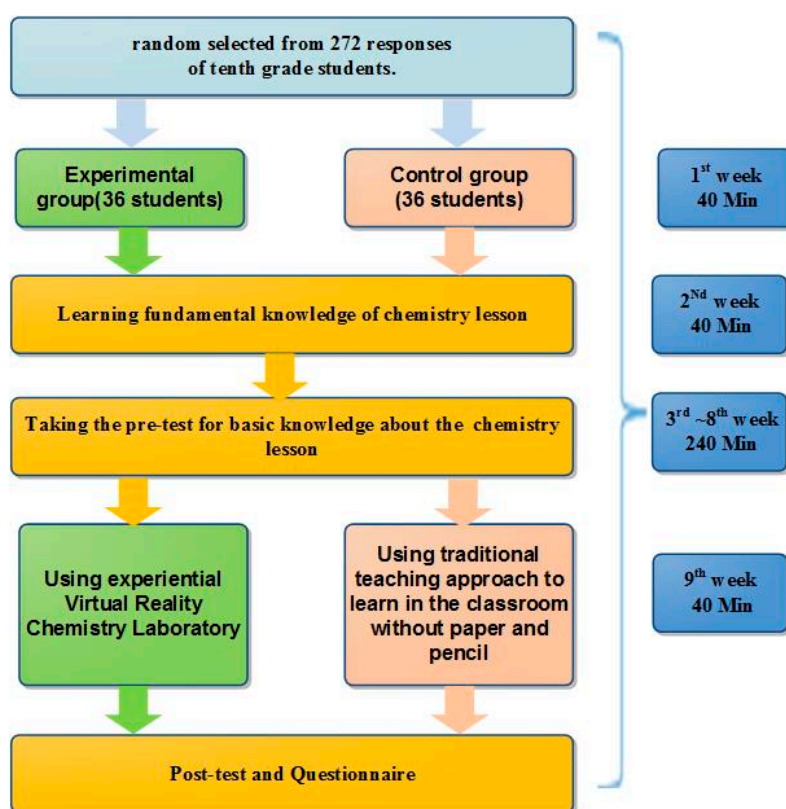 random selected from 272 responses
of tenth grade students.
Experimental
group(36 students)
Control group
(36 students)
1st week
40 Min
Learning fundamental knowledge of chemistry lesson
2Nd week
40 Min
Taking the pre-test for basic knowledge about the chemistry
lesson
3rd ~8th week
240 Min
Using experiential
Virtual Reality
Chemistry Laboratory
Using traditional
teaching approach to
learn in the classroom
without paper and
pencil
9th week
40 Min
Post-test and Questionnaire